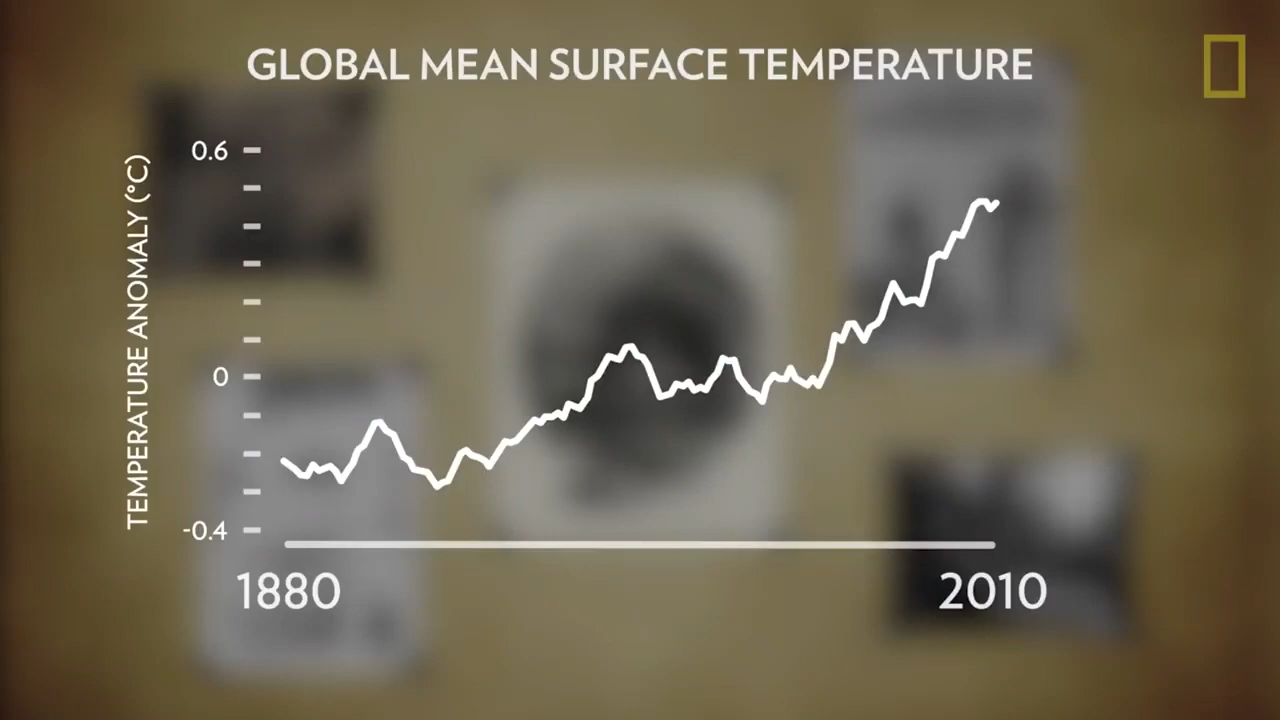 GLOBAL MEAN SURFACE TEMPERATURE
TEMPERATURE ANOMALY (°C)
0.6
0
-0.4
1880
2010